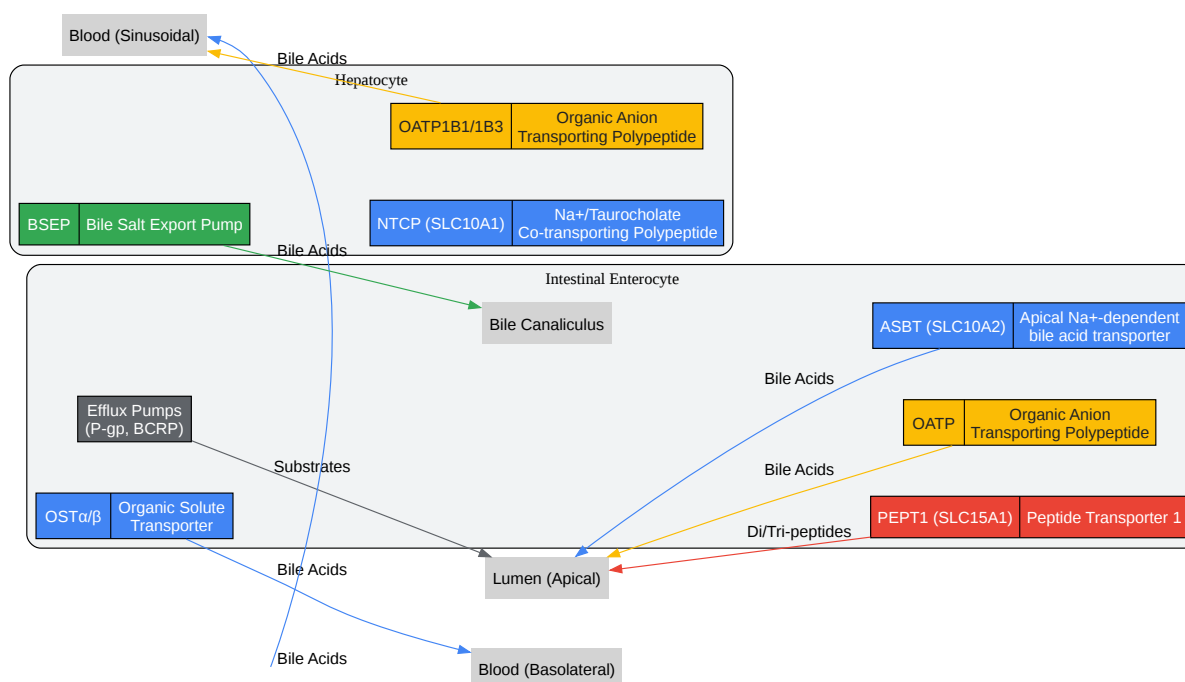 Blood (Sinusoidal)
Bile Acids
Hepatocyte
OATP1B1/1B3
Organic Anion
Transporting Polypeptide
BSEP
Bile Salt Export Pump
NTCP (SLC10A1)
Na+/Taurocholate
Co-transporting Polypeptide
Bile Acids
Intestinal Enterocyte
Bile Canaliculus
ASBT (SLC10A2)
Apical Na+-dependent
bile acid transporter
Bile Acids
Efflux Pumps
(P-gp, BCRP)
OATP
Organic Anion
Transporting Polypeptide
Substrates
Bile Acids
OSTα/β
Organic Solute
Transporter
PEPT1 (SLC15A1)
Peptide Transporter 1
Di/Tri-peptides
Bile Acids
Lumen (Apical)
Bile Acids
Blood (Basolateral)